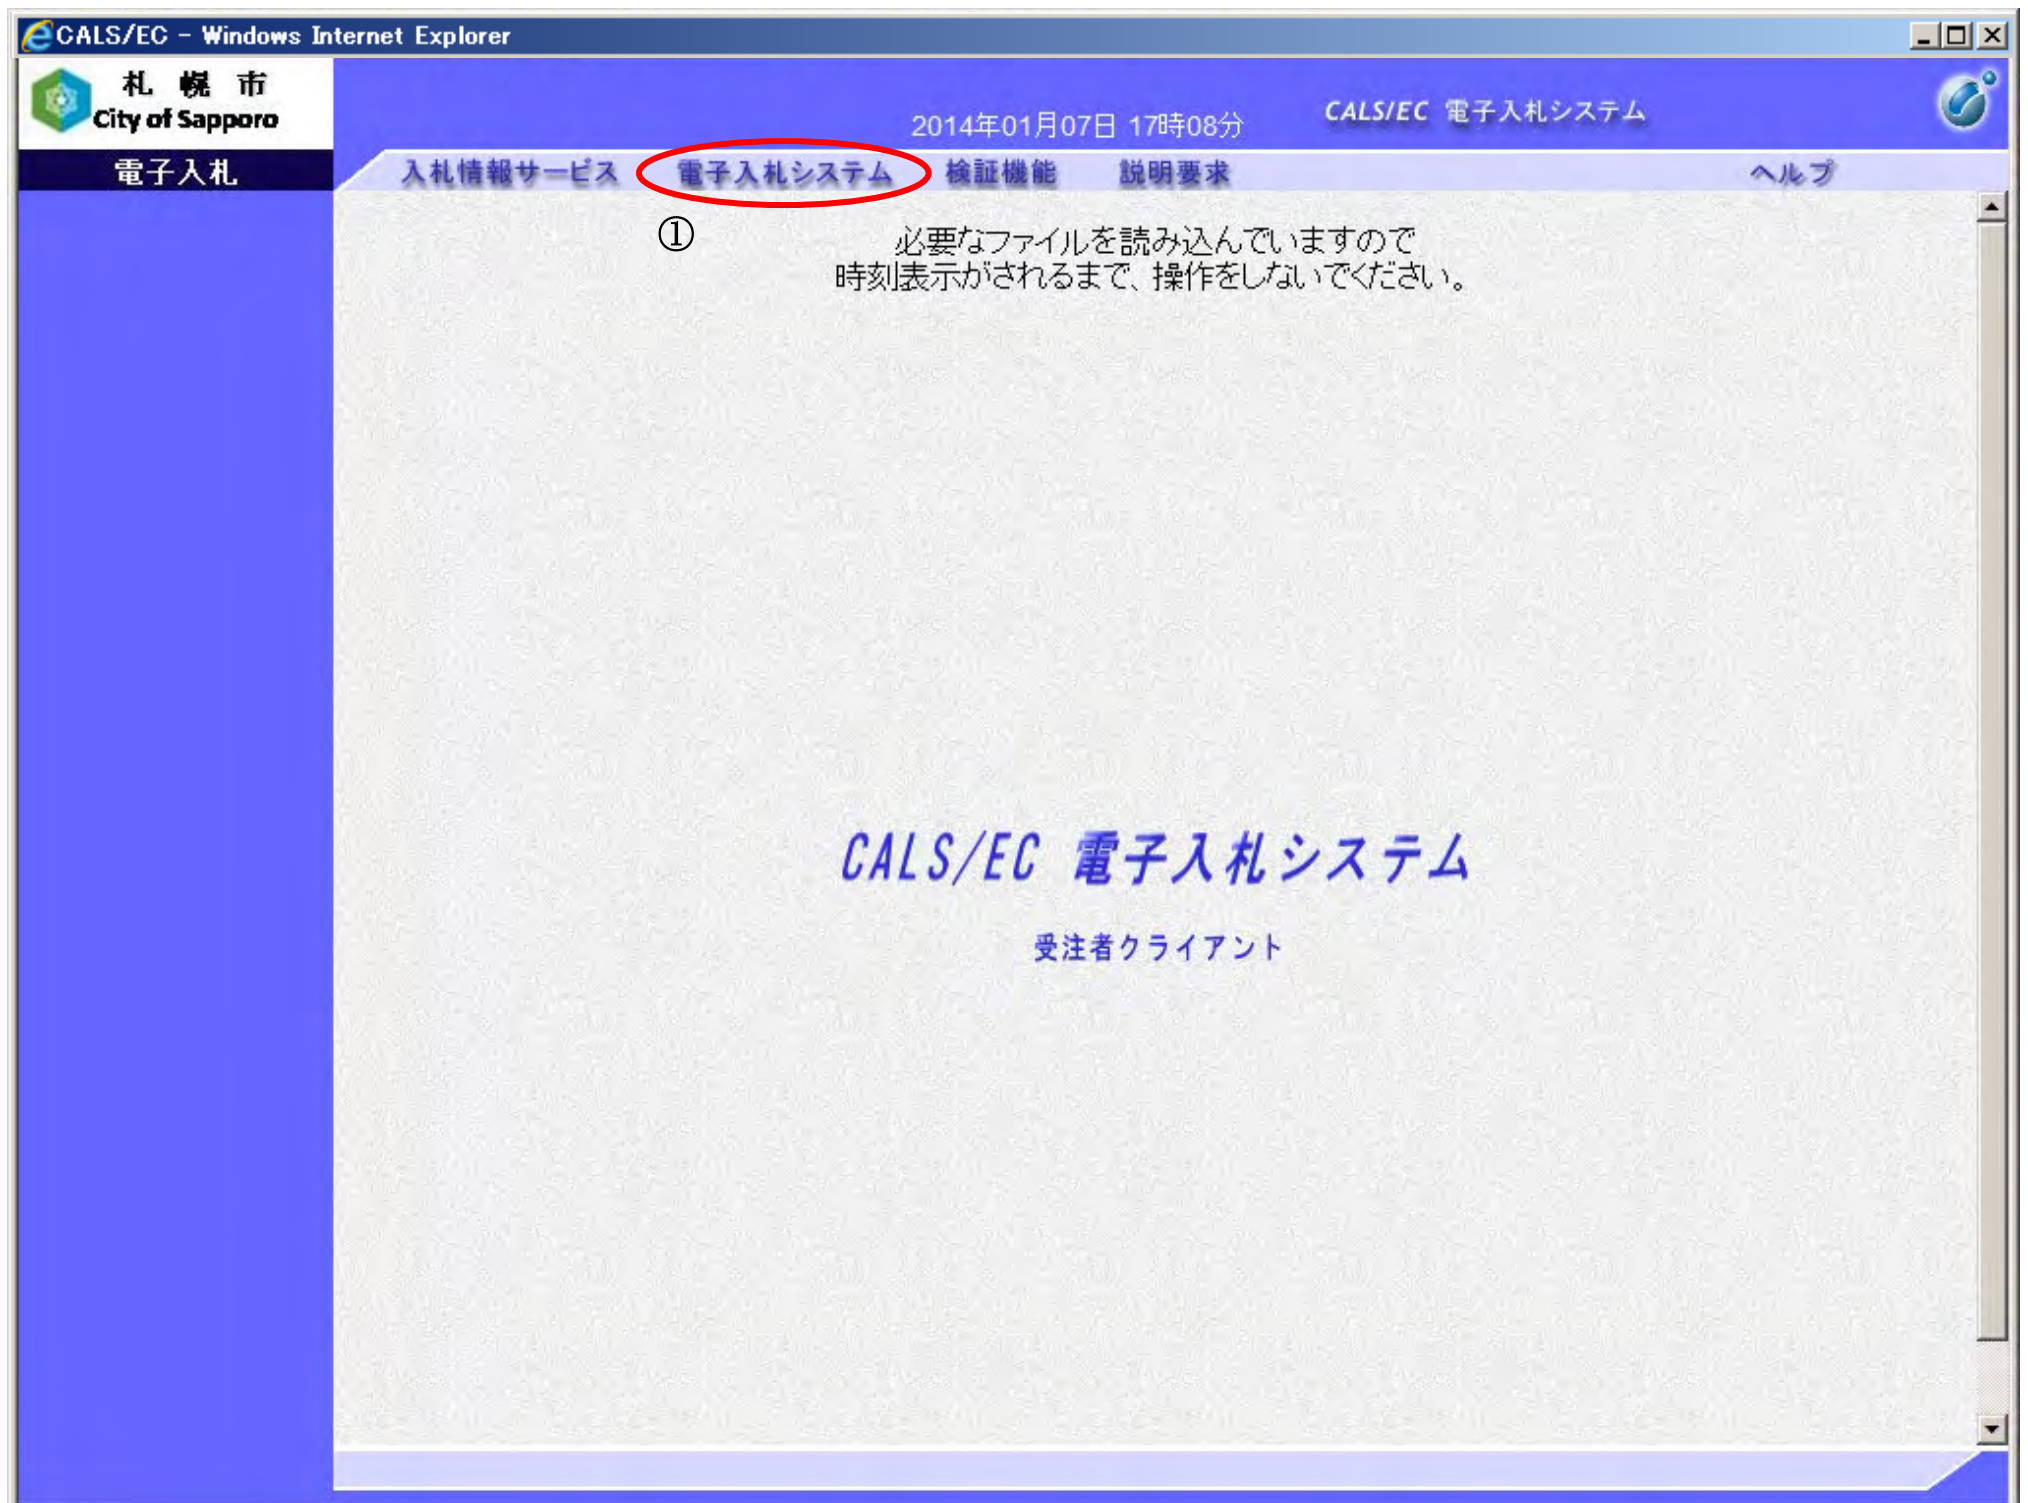 CALS/EC - Windows Internet Explorer
札 幌 市
City of Sapporo
2014年01月07日 17時08分
CALS/EC 電子入札システム
電子入札
入札情報サービス 電子入札システム 検証機能 説明要求 ヘルプ
①
必要なファイルを読み込んでいますので
時刻表示がされるまで、操作をしないでください。
CALS/EC 電子入札システム
受注者クライアント